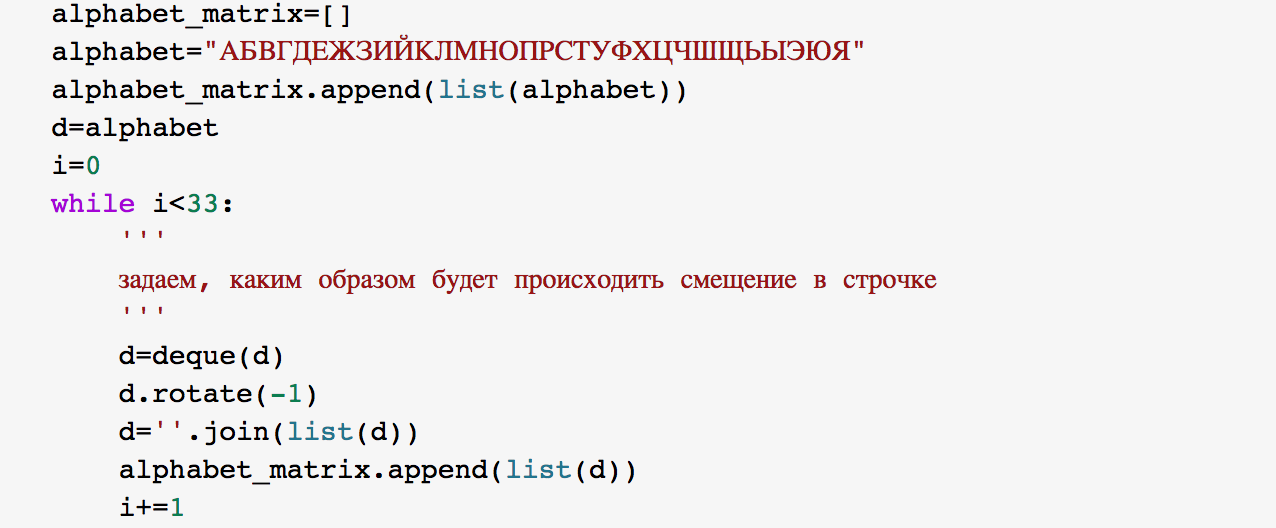 alphabet_matrix=[]
alphabet="АБВГДЕЖЗИЙКЛМНОПРСТУФХЦЧШЩЬЫЭЮЯ"
alphabet_matrix.append(list(alphabet))
d=alphabet
i=0
while i<33:
'''
задаем, каким образом будет происходить смещение в строчке
'''
d=deque(d)
d.rotate(-1)
d=''.join(list(d))
alphabet_matrix.append(list(d))
i+=1